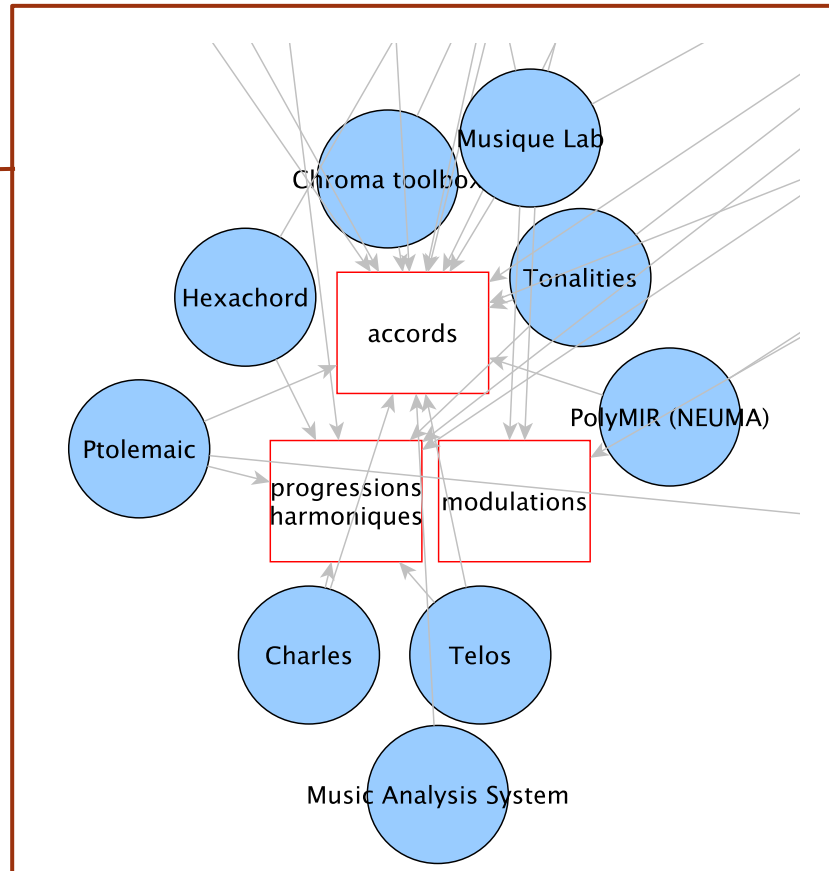 Musique Lab
Chroma toolbox
Tonalities
Hexachord
accords
PolyMIR (NEUMA)
Ptolemaic
progressions
harmoniques
modulations
Charles
Telos
Music Analysis System